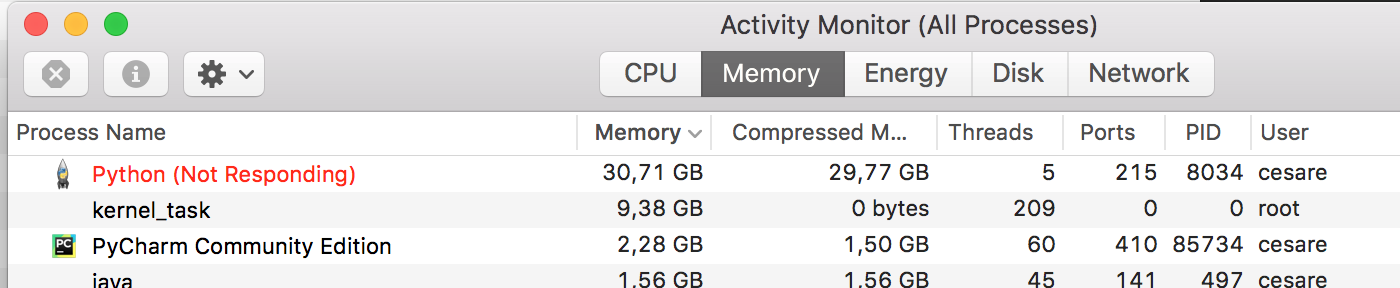 Activity Monitor (All Processes)
CPU Memory Energy Disk Network
Process Name Memory Compressed M... Threads Ports PID User
Python (Not Responding) 30,71 GB 29,77 GB 5 215 8034 cesare
kernel_task 9,38 GB 0 bytes 209 0 0 root
PC PyCharm Community Edition 2,28 GB 1,50 GB 60 410 85734 cesare
java 1,56 GB 1,56 GB 45 141 497 cesare